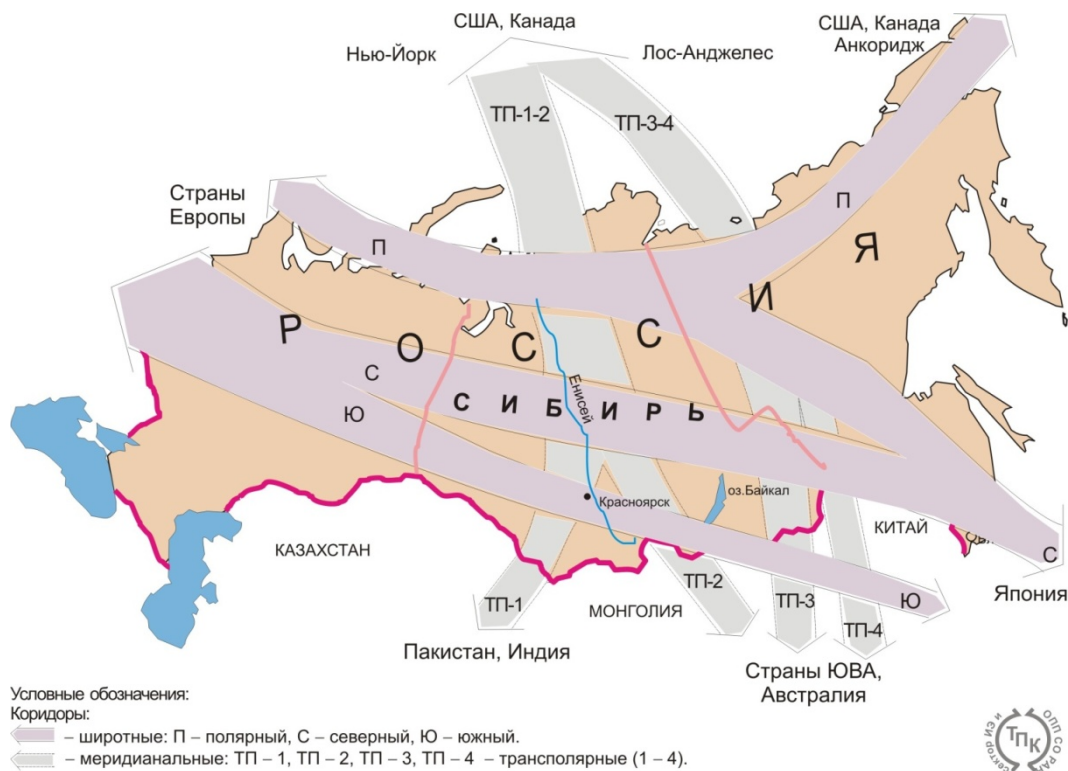 США, Канада
США, Канада
Анкоридж
Нью-Йорк
Лос-Анджелес
ТП-1-2
ТП-3-4
Страны
Европы
П
П
РОССИЯ
С
СИБИРЬ
Ю
Енисей
Красноярск
оз.Байкал
КАЗАХСТАН
КИТАЙ
С
Япония
ТП-1
МОНГОЛИЯ
ТП-2
ТП-3
Ю
ТП-4
Пакистан, Индия
Страны ЮВА,
Австралия
Условные обозначения:
Коридоры:
– широтные: П – полярный, С – северный, Ю – южный.
– меридианальные: ТП – 1, ТП – 2, ТП – 3, ТП – 4 – трансполярные (1 – 4).
ТПК